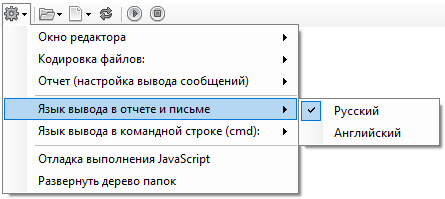 Окно редактора
Кодировка файлов:
Отчет (настройка вывода сообщений)
Язык вывода в отчете и письме
Русский
Язык вывода в командной строке (cmd):
Английский
Отладка выполнения JavaScript
Развернуть дерево папок